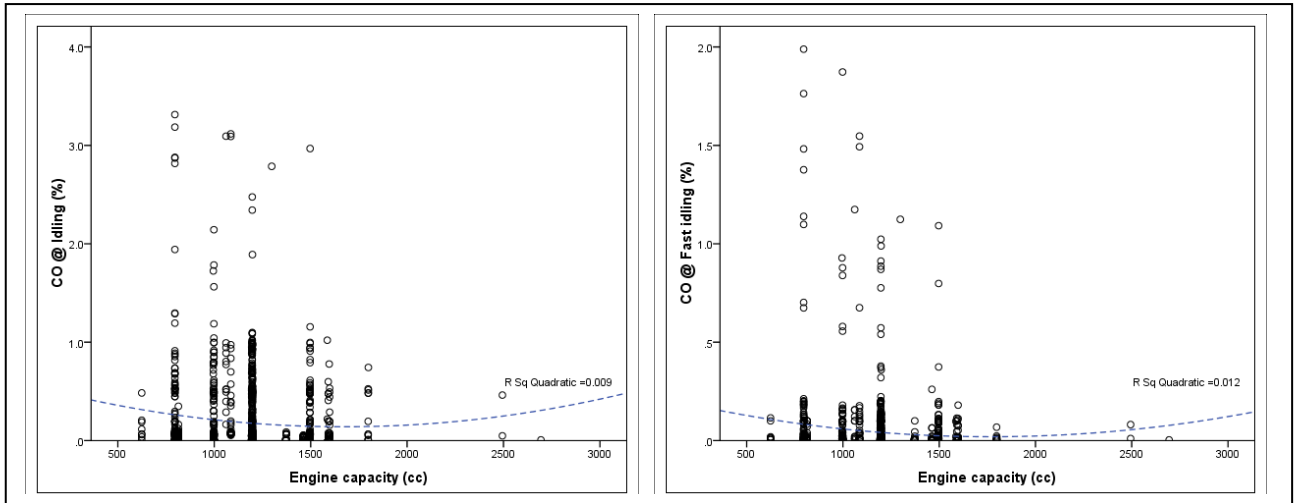 4.0
3.0
2.0
1.0
.0
CO @ Idling (%)
R Sq Quadratic =0.009
500 1000 1500 2000 2500 3000
Engine capacity (cc)
2.0
1.5
1.0
.5
.0
CO @ Fast idling (%)
R Sq Quadratic =0.012
500 1000 1500 2000 2500 3000
Engine capacity (cc)